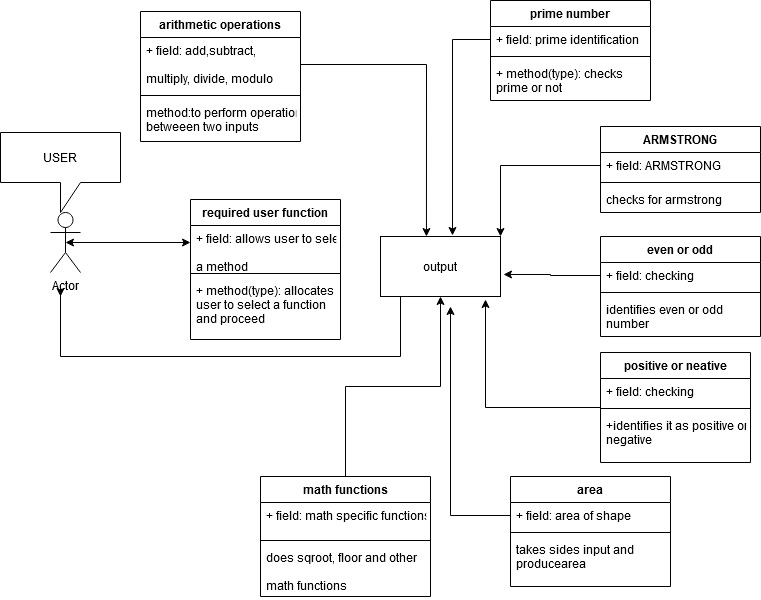 arithmetic operations
+ field: add,subtract,
multiply, divide, modulo
method:to perform operatio
betweeen two inputs
prime number
+ field: prime identification
+ method(type): checks
prime or not
USER
Actor
required user function
+ field: allows user to sele
a method
+ method(type): allocates
user to select a function
and proceed
output
ARMSTRONG
+ field: ARMSTRONG
checks for armstrong
even or odd
+ field: checking
identifies even or odd
number
positive or neative
+ field: checking
+identifies it as positive or
negative
math functions
+ field: math specific functions
does sqroot, floor and other
math functions
area
+ field: area of shape
takes sides input and
producearea